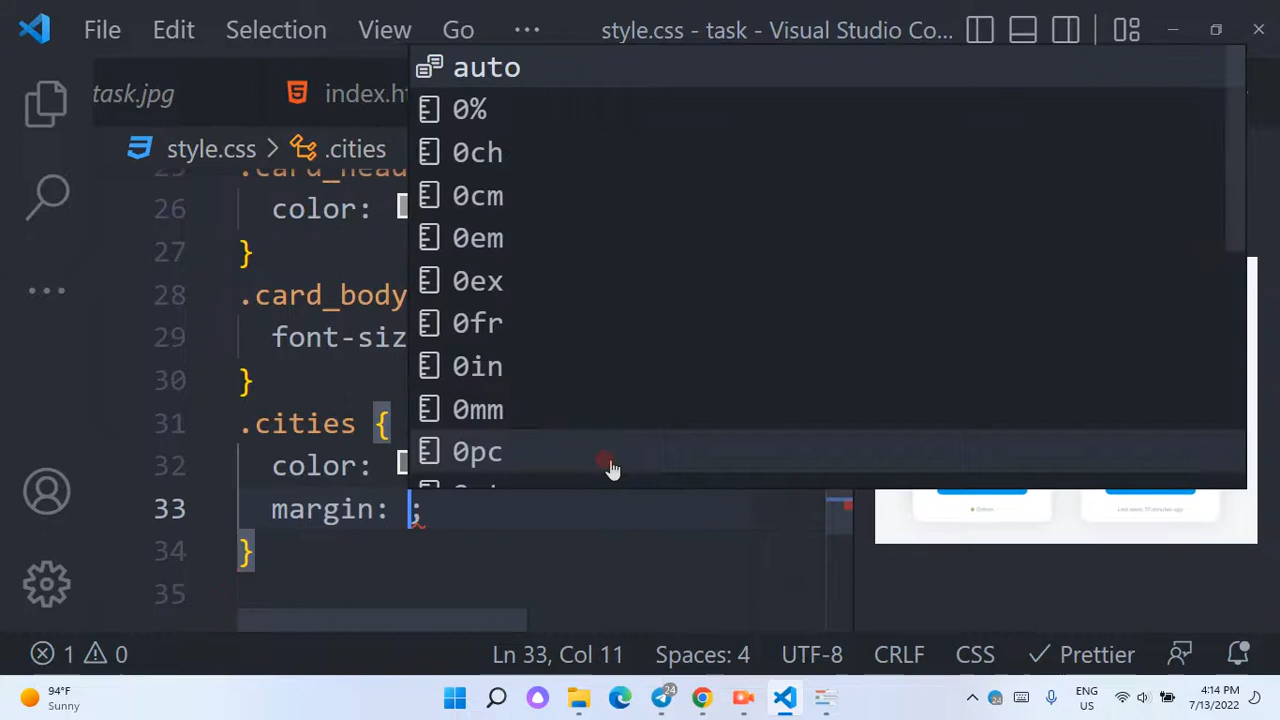 File Edit Selection View Go ··· style.css - task - Visual Studio Co...
task.jpg index.h
style.css > .cities
auto
0%
0ch
0cm
0em
0ex
0fr
0in
0mm
0pc
.card_head
26 color:
27 }
28 .card_body
29 font-siz
30 }
31 .cities {
32 color:
33 margin: ;
34 }
35
1 0 Ln 33, Col 11 Spaces: 4 UTF-8 CRLF CSS Prettier
94°F
Sunny
24
24
ENG
US
4:14 PM
7/13/2022